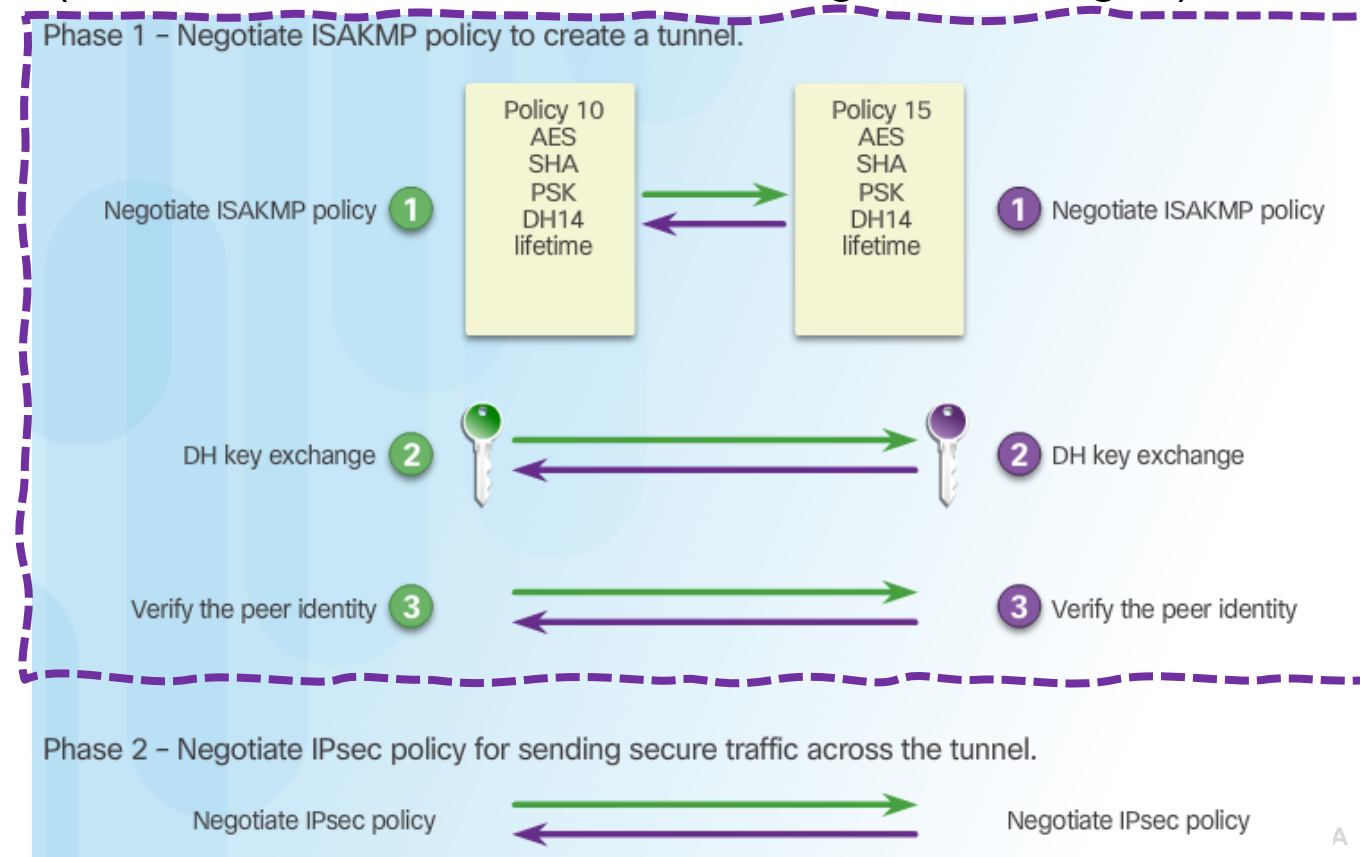 Phase 1 – Negotiate ISAKMP policy to create a tunnel.
Policy 10
AES
SHA
PSK
DH14
lifetime
Policy 15
AES
SHA
PSK
DH14
lifetime
Negotiate ISAKMP policy 1
1 Negotiate ISAKMP policy
DH key exchange 2
2 DH key exchange
Verify the peer identity 3
3 Verify the peer identity
Phase 2 – Negotiate IPsec policy for sending secure traffic across the tunnel.
Negotiate IPsec policy
Negotiate IPsec policy
A